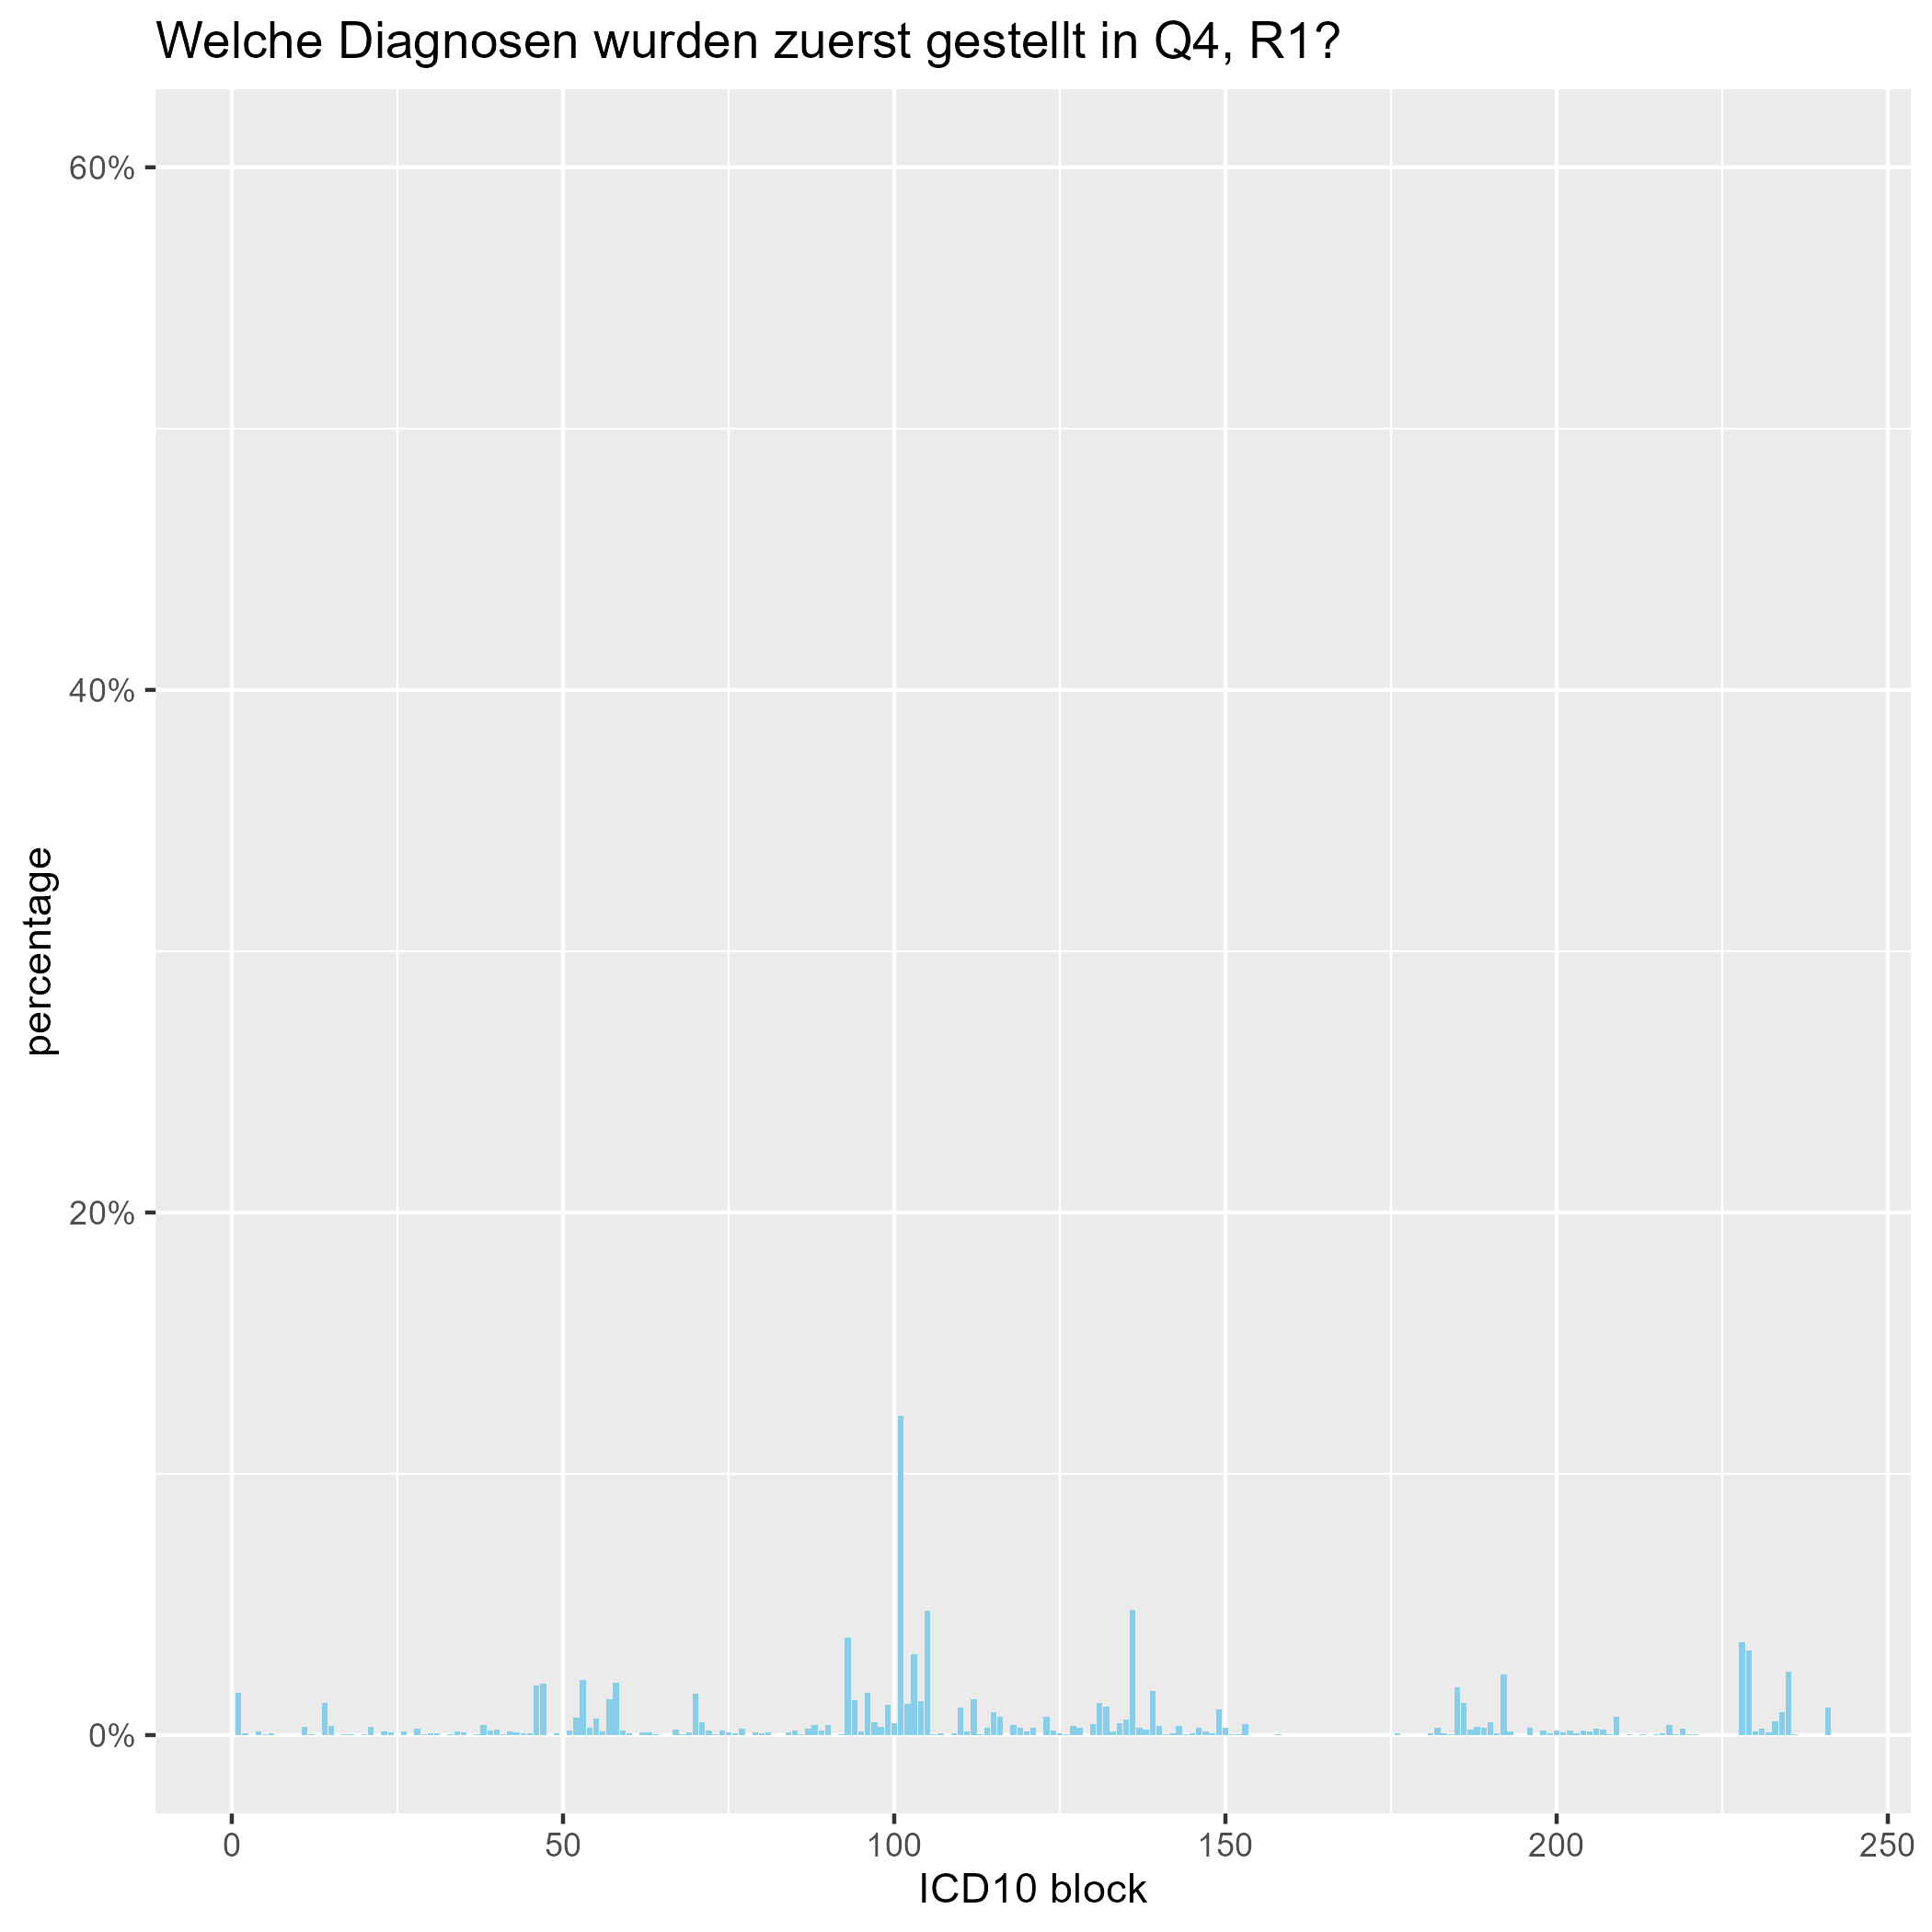 Welche Diagnosen wurden zuerst gestellt in Q4, R1?
percentage
60%
40%
20%
0%
0 50 100 150 200 250
ICD10 block